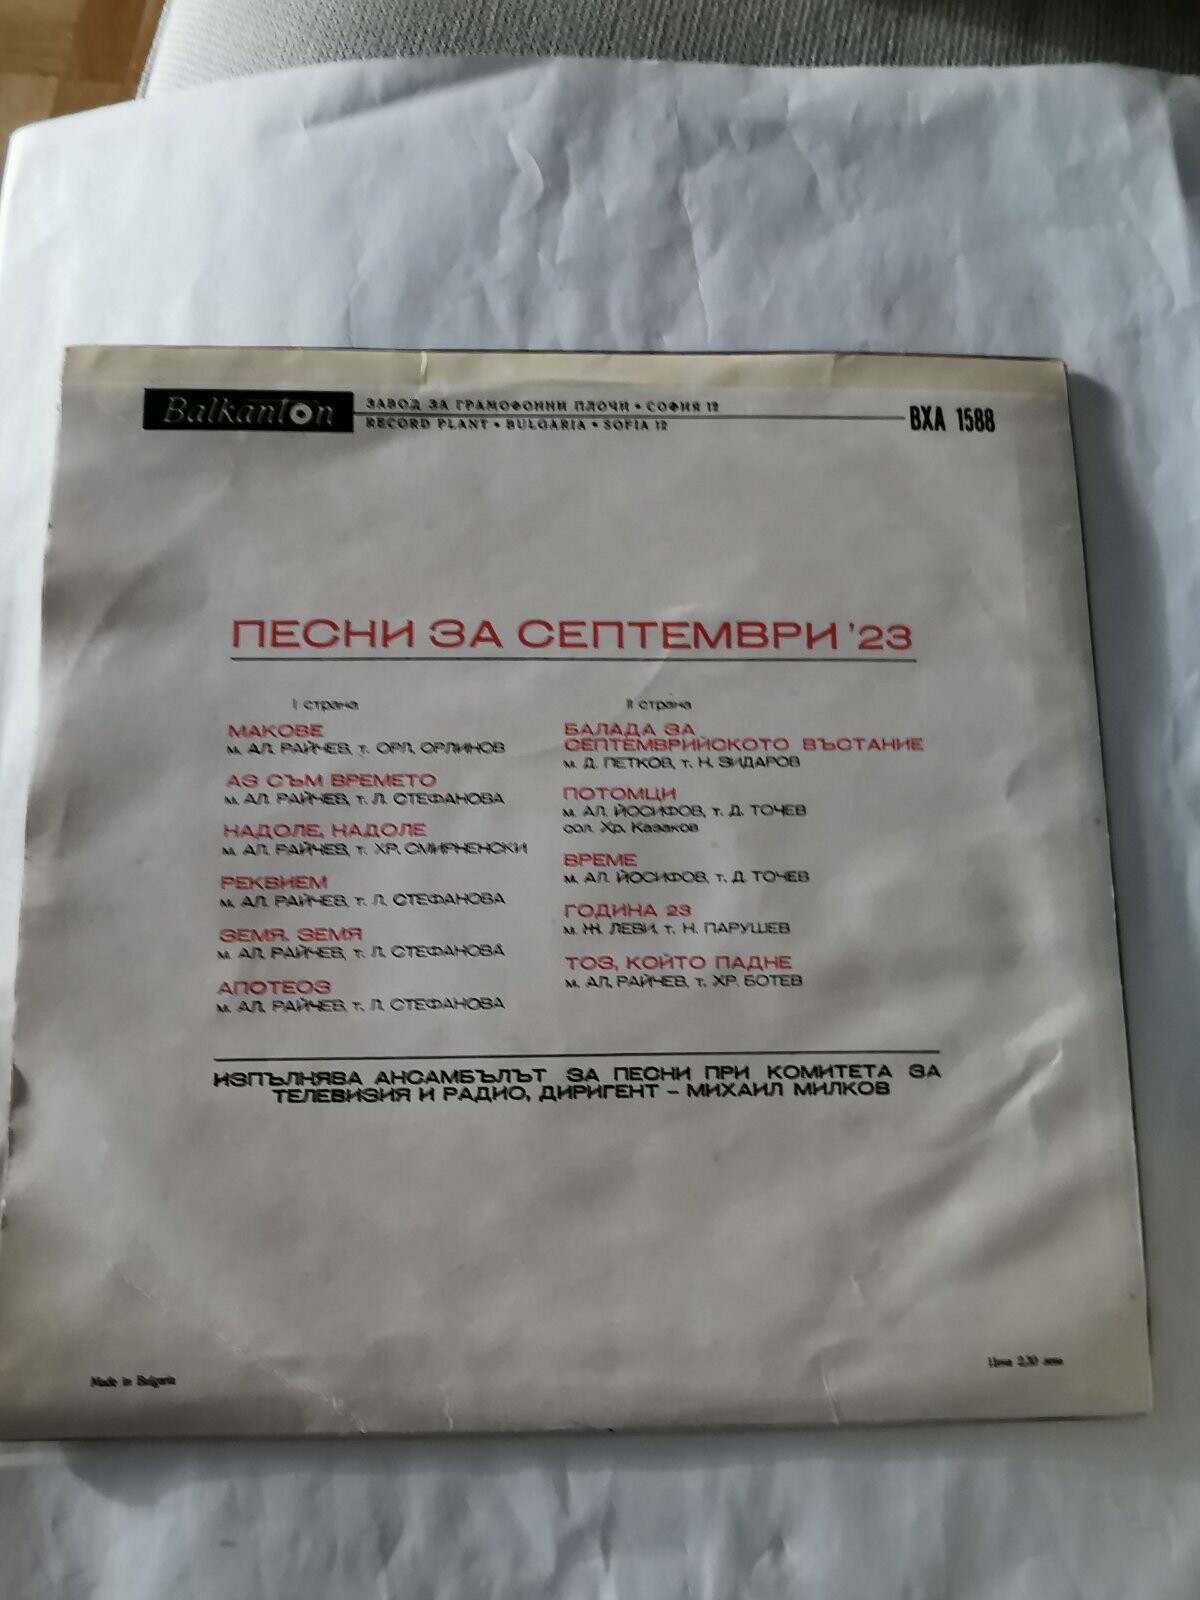 Balkanton
ЗАВОД ЗА ГРАМОФОННИ ПЛОЧИ • СОФИЯ 12
RECORD PLANT • BULGARIA • SOFIA 12
ВХА 1588
ПЕСНИ ЗА СЕПТЕМВРИ '23
I страна
МАКОВЕ
м. АЛ. РАЙЧЕВ, т. ОРЛ. ОРЛИНОВ
АЗ СЪМ ВРЕМЕТО
м. АЛ. РАЙЧЕВ, т. Л. СТЕФАНОВА
НАДОЛЕ, НАДОЛЕ
м. АЛ. РАЙЧЕВ, т. ХР. СМИРНЕНСКИ
РЕКВИЕМ
м. АЛ. РАЙЧЕВ, т. Л. СТЕФАНОВА
ЗЕМЯ, ЗЕМЯ
м. АЛ. РАЙЧЕВ, т. Л. СТЕФАНОВА
АПОТЕОЗ
м. АЛ. РАЙЧЕВ, т. Л. СТЕФАНОВА
II страна
БАЛАДА ЗА
СЕПТЕМВРИЙСКОТО ВЪСТАНИЕ
м. Д. ПЕТКОВ, т. Н. ЗИДАРОВ
ПОТОМЦИ
м. АЛ. ЙОСИФОВ, т. Д. ТОЧЕВ
сол. Хр. Казаков
ВРЕМЕ
м. АЛ. ЙОСИФОВ, т. Д. ТОЧЕВ
ГОДИНА 23
м. Ж. ЛЕВИ, т. Н. ПАРУШЕВ
ТОЗ, КОЙТО ПАДНЕ
м. АЛ. РАЙЧЕВ, т. ХР. БОТЕВ
ИЗПЪЛНЯВА АНСАМБЪЛЪТ ЗА ПЕСНИ ПРИ КОМИТЕТА ЗА
ТЕЛЕВИЗИЯ И РАДИО, ДИРИГЕНТ – МИХАИЛ МИЛКОВ
Made in Bulgaria
Цена 2,30 лева